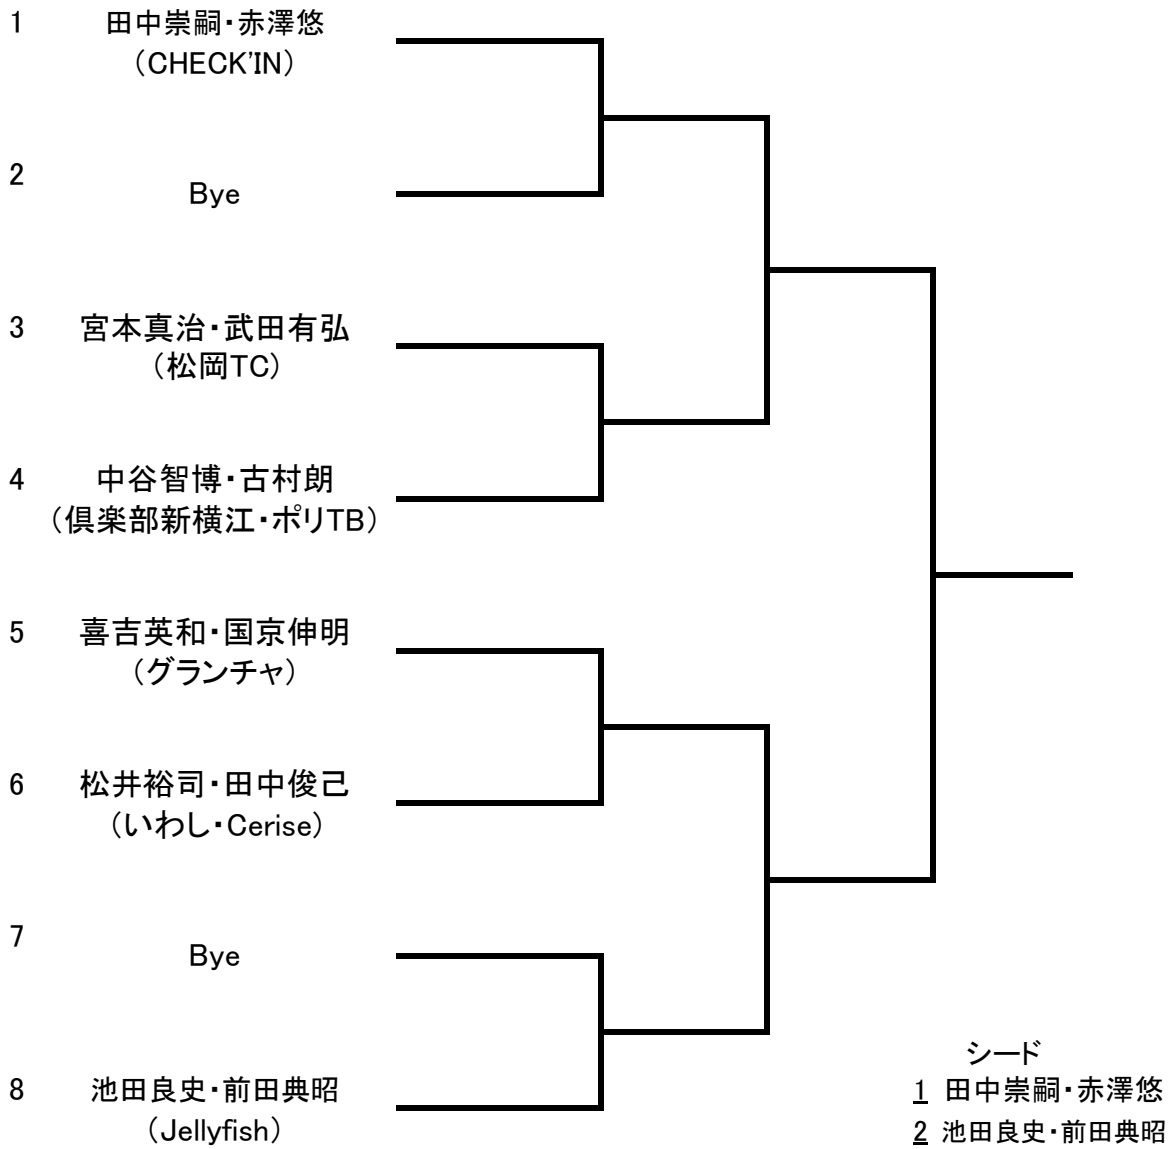 1 田中崇嗣・赤澤悠
（CHECK'IN）
2 Bye
3 宮本真治・武田有弘
（松岡TC）
4 中谷智博・古村朗
（倶楽部新横江・ポリTB）
5 喜吉英和・国京伸明
（グランチャ）
6 松井裕司・田中俊己
（いわし・Cerise）
7 Bye
8 池田良史・前田典昭
（Jellyfish）
シード
1 田中崇嗣・赤澤悠
2 池田良史・前田典昭